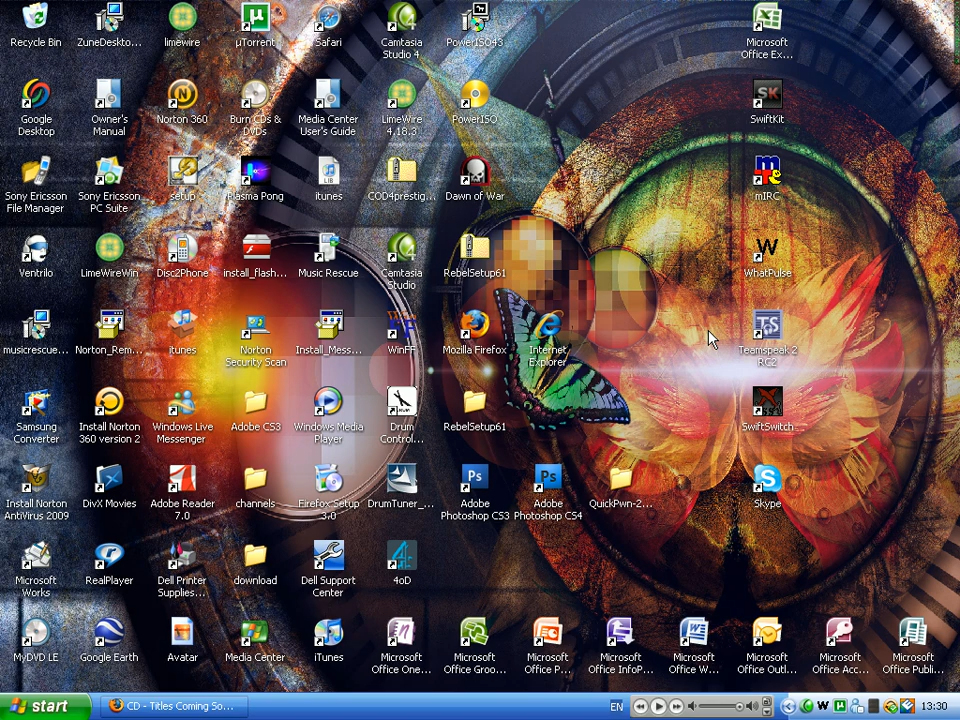 Recycle Bin
ZuneDeskto...
limewire
µTorrent
Safari
Camtasia
Studio 4
PowerISO43
Microsoft
Office Ex...
Google
Desktop
Owner's
Manual
Norton 360
Burn CDs &
DVDs
Media Center
User's Guide
LimeWire
4.18.3
PowerISO
SK
SwiftKit
Sony Ericsson
File Manager
Sony Ericsson
PC Suite
setup
Plasma Pong
LIB
itunes
COD4prestig...
Dawn of War
mIRC
Ventrilo
LimeWireWin
Disc2Phone
install_flash...
Music Rescue
Camtasia
Studio
RebelSetup61
W
WhatPulse
musicrescue...
Norton_Rem...
itunes
Norton
Security Scan
Install_Mess...
WinFF
Mozilla Firefox
Internet
Explorer
TS
Teamspeak 2
RC2
Samsung
Converter
Install Norton
360 version 2
Windows Live
Messenger
Adobe CS3
Windows Media
Player
Drum
Control...
RebelSetup61
SwiftSwitch
Install Norton
AntiVirus 2009
DivX Movies
Adobe Reader
7.0
channels
Firefox Setup
3.0
DrumTuner_...
Ps
Adobe
Photoshop CS3
Ps
Adobe
Photoshop CS4
QuickPwn-2...
Skype
Microsoft
Works
RealPlayer
Dell Printer
Supplies...
download
Dell Support
Center
4oD
MyDVD LE
Google Earth
Avatar
Media Center
iTunes
Microsoft
Office One...
Microsoft
Office Groo...
Microsoft
Office P...
Microsoft
Office InfoP...
Microsoft
Office W...
Microsoft
Office Outl...
Microsoft
Office Acc...
Microsoft
Office Publi...
start
CD - Titles Coming So...
EN
W
13:30